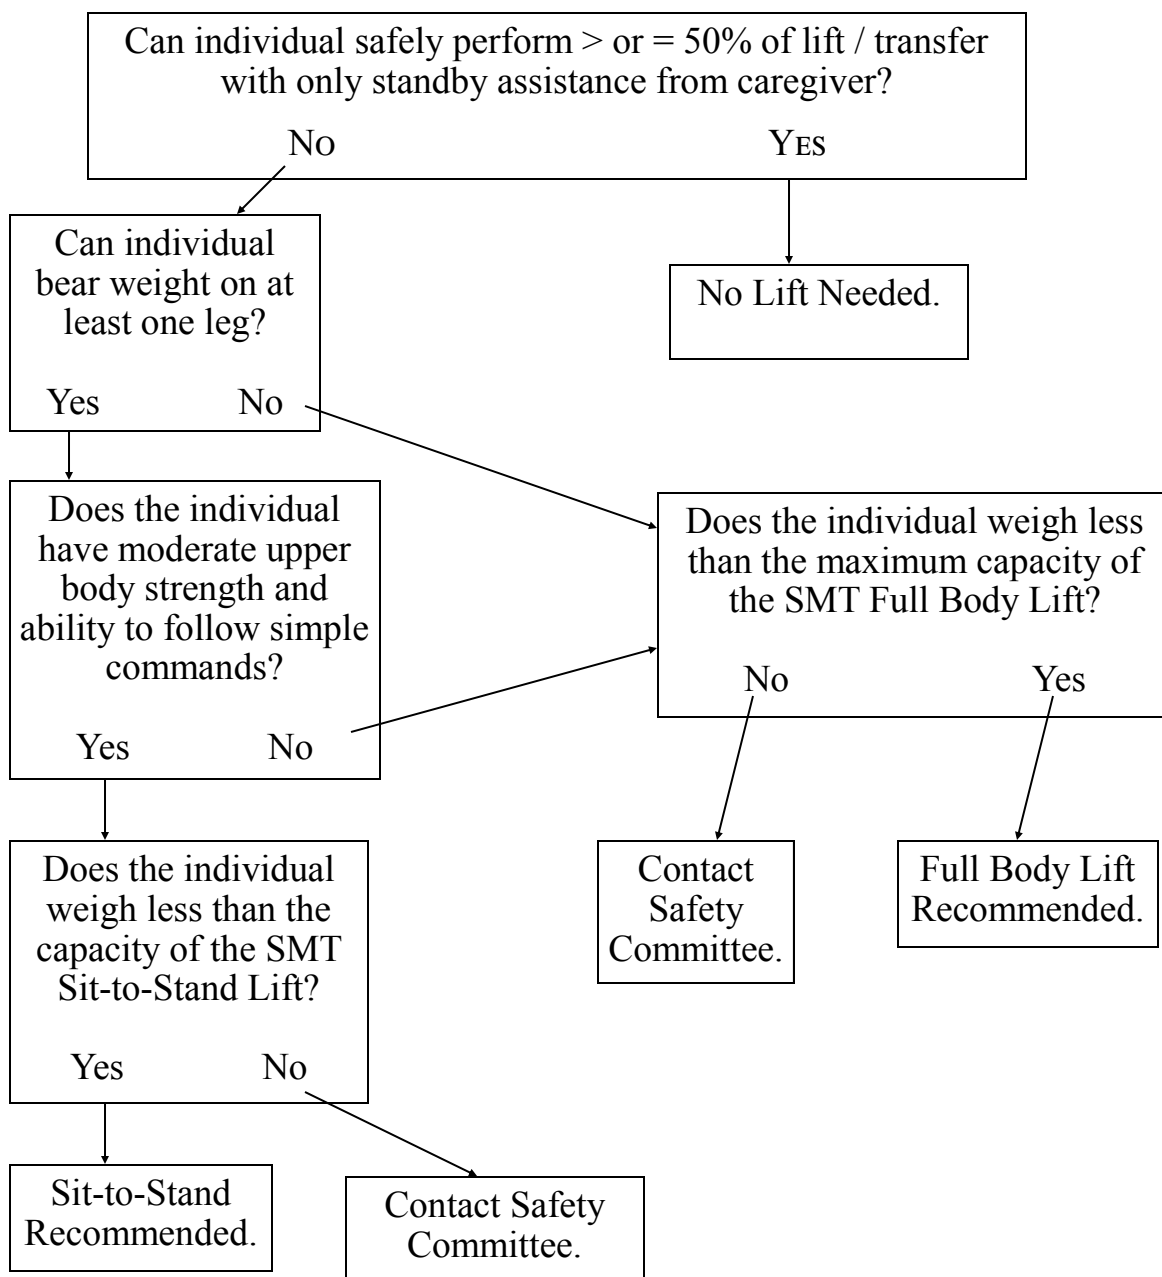 Can individual safely perform > or = 50% of lift / transfer
with only standby assistance from caregiver?
No
Yes
Can individual
bear weight on at
least one leg?
Yes
No
No Lift Needed.
Does the individual
have moderate upper
body strength and
ability to follow simple
commands?
Yes
No
Does the individual weigh less
than the maximum capacity of
the SMT Full Body Lift?
No
Yes
Does the individual
weigh less than the
capacity of the SMT
Sit-to-Stand Lift?
Yes
No
Contact
Safety
Committee.
Full Body Lift
Recommended.
Sit-to-Stand
Recommended.
Contact Safety
Committee.